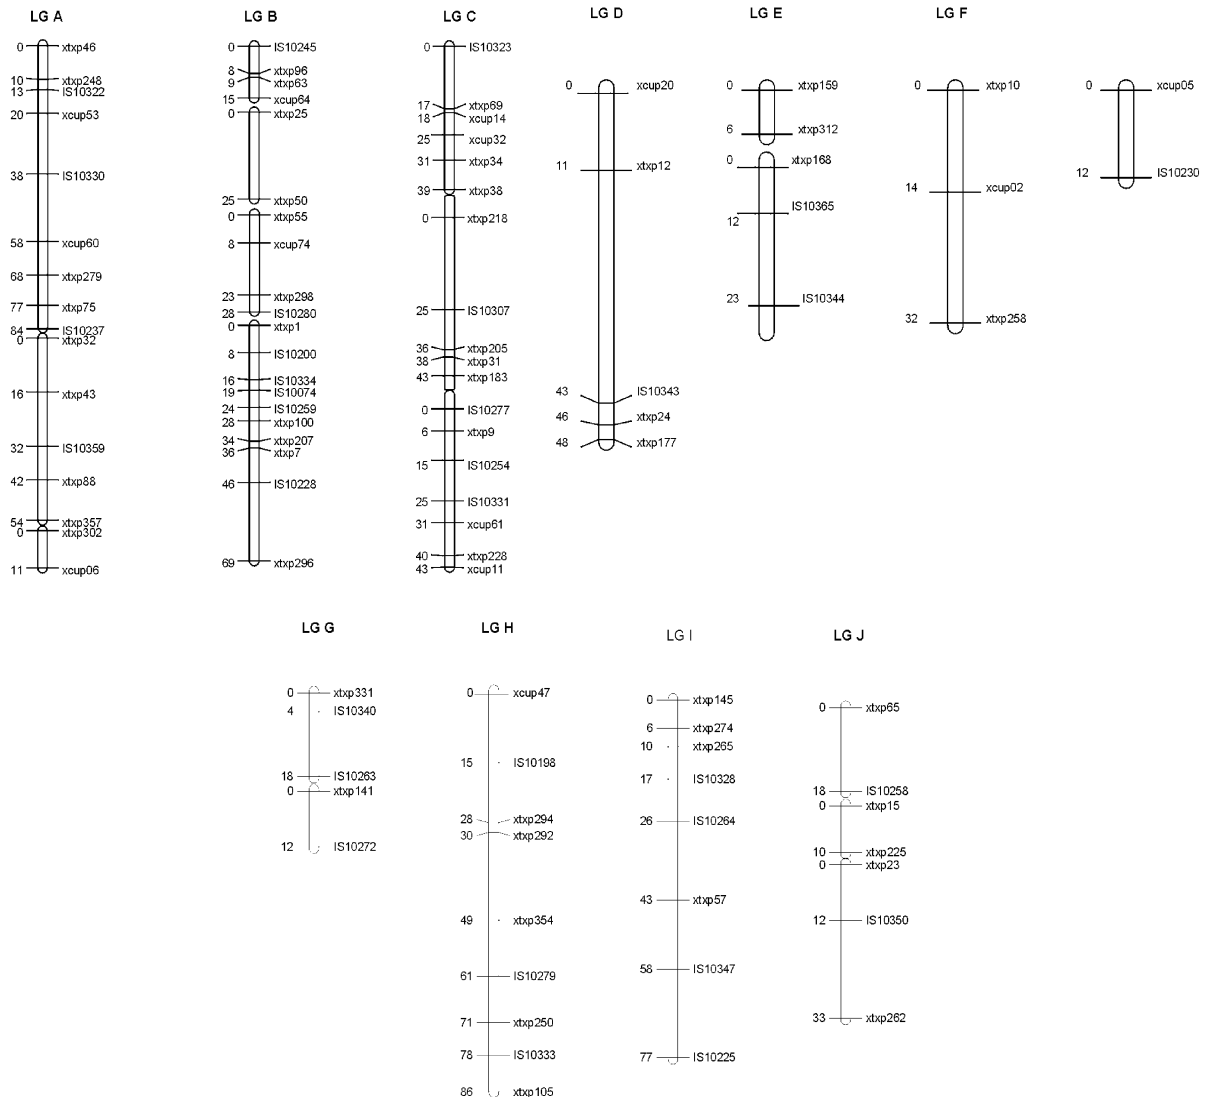 LG A
0 xtxp46
10 xtxp248
13 IS10322
20 xcup53
38 IS10330
58 xcup60
68 xtxp279
77 xtxp75
84 IS10237
0 xtxp32
16 xtxp43
32 IS10359
42 xtxp88
54 xtxp357
0 xtxp302
11 xcup06
LG B
0 IS10245
8 xtxp96
9 xtxp63
15 xcup64
0 xtxp25
25 xtxp50
0 xtxp55
8 xcup74
23 xtxp298
28 IS10280
0 xtxp1
8 IS10200
16 IS10334
19 IS10074
24 IS10259
28 xtxp100
34 xtxp207
36 xtxp7
46 IS10228
69 xtxp296
LG C
0 IS10323
17 xtxp69
18 xcup14
25 xcup32
31 xtxp34
39 xtxp38
0 xtxp218
25 IS10307
36 xtxp205
38 xtxp31
43 xtxp183
0 IS10277
6 xtxp9
15 IS10254
25 IS10331
31 xcup61
40 xtxp228
43 xcup11
LG D
0 xcup20
11 xtxp12
43 IS10343
46 xtxp24
48 xtxp177
LG E
0 xtxp159
6 xtxp312
0 xtxp168
12 IS10365
23 IS10344
LG F
0 xtxp10
14 xcup02
32 xtxp258
0 xcup05
12 IS10230
LG G
0 xtxp331
4 IS10340
18 IS10263
0 xtxp141
12 IS10272
LG H
0 xcup47
15 IS10198
28 xtxp294
30 xtxp292
49 xtxp354
61 IS10279
71 xtxp250
78 IS10333
86 xtxp105
LG I
0 xtxp145
6 xtxp274
10 xtxp265
17 IS10328
26 IS10264
43 xtxp57
58 IS10347
77 IS10225
LG J
0 xtxp65
18 IS10258
0 xtxp15
10 xtxp225
0 xtxp23
12 IS10350
33 xtxp262